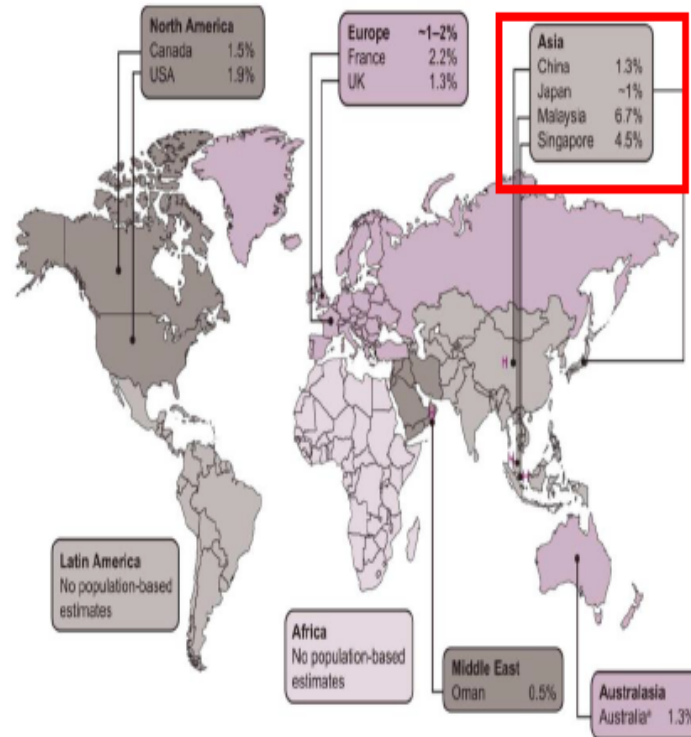 North America
Canada 1.5%
USA 1.9%
Europe ~1–2%
France 2.2%
UK 1.3%
Asia
China 1.3%
Japan ~1%
Malaysia 6.7%
Singapore 4.5%
H
Latin America
No population-based
estimates
Africa
No population-based
estimates
Middle East
Oman 0.5%
Australasia
Australiaᵃ 1.3%